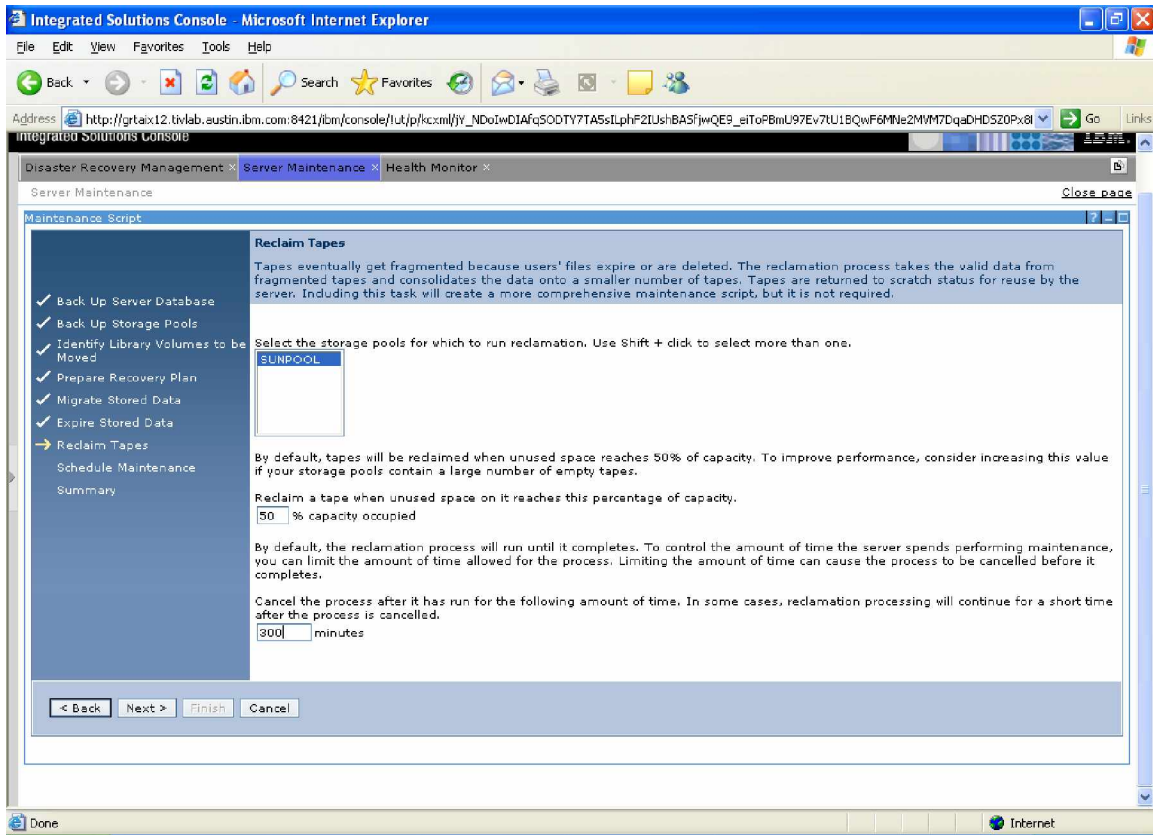 Integrated Solutions Console - Microsoft Internet Explorer
File Edit View Favorites Tools Help
Back Search Favorites
Address http://grtaix12.tivlab.austin.ibm.com:8421/ibm/console/!ut/p/kcxml/jY_NDoIwDIAfqSODTY7TA5sILphF2IUshBASfjwQE9_eiToPBmU97Ev7tU1BQwF6MNe2MVM7DqaDHDSZ0Px8I Go Links
Integrated Solutions Console IBM.
Disaster Recovery Management × Server Maintenance × Health Monitor ×
Server Maintenance Close page
Maintenance Script ? - □
Reclaim Tapes
Tapes eventually get fragmented because users' files expire or are deleted. The reclamation process takes the valid data from
fragmented tapes and consolidates the data onto a smaller number of tapes. Tapes are returned to scratch status for reuse by the
server. Including this task will create a more comprehensive maintenance script, but it is not required.
Back Up Server Database
Back Up Storage Pools
Identify Library Volumes to be
Moved
Prepare Recovery Plan
Migrate Stored Data
Expire Stored Data
Reclaim Tapes
Schedule Maintenance
Summary
Select the storage pools for which to run reclamation. Use Shift + click to select more than one.
SUNPOOL
By default, tapes will be reclaimed when unused space reaches 50% of capacity. To improve performance, consider increasing this value
if your storage pools contain a large number of empty tapes.
Reclaim a tape when unused space on it reaches this percentage of capacity.
50 % capacity occupied
By default, the reclamation process will run until it completes. To control the amount of time the server spends performing maintenance,
you can limit the amount of time allowed for the process. Limiting the amount of time can cause the process to be cancelled before it
completes.
Cancel the process after it has run for the following amount of time. In some cases, reclamation processing will continue for a short time
after the process is cancelled.
300 minutes
< Back Next > Finish Cancel
Done Internet